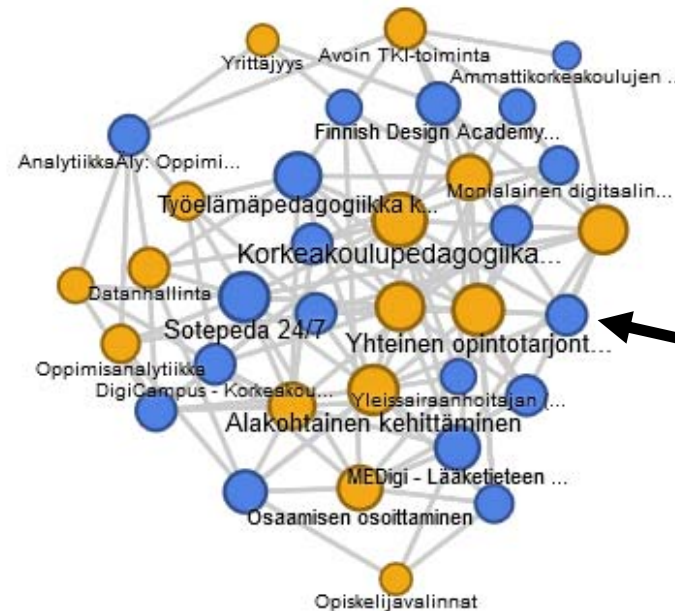 Yrittäjyys
Avoin TKI-toiminta
Ammattikorkeakoulujen ...
Finnish Design Academy...
AnalytiikkaÄly: Oppimi...
Monialainen digitaalin...
Työelämäpedagogiikka k...
Korkeakoulupedagogiikka...
Datanhallinta
Sotepeda 24/7
Yhteinen opintotarjont...
Oppimisanalytiikka
DigiCampus - Korkeakou...
Yleissairaanhoitajan (...
Alakohtainen kehittäminen
MEDigi - Lääketieteen ...
Osaamisen osoittaminen
Opiskelijavalinnat